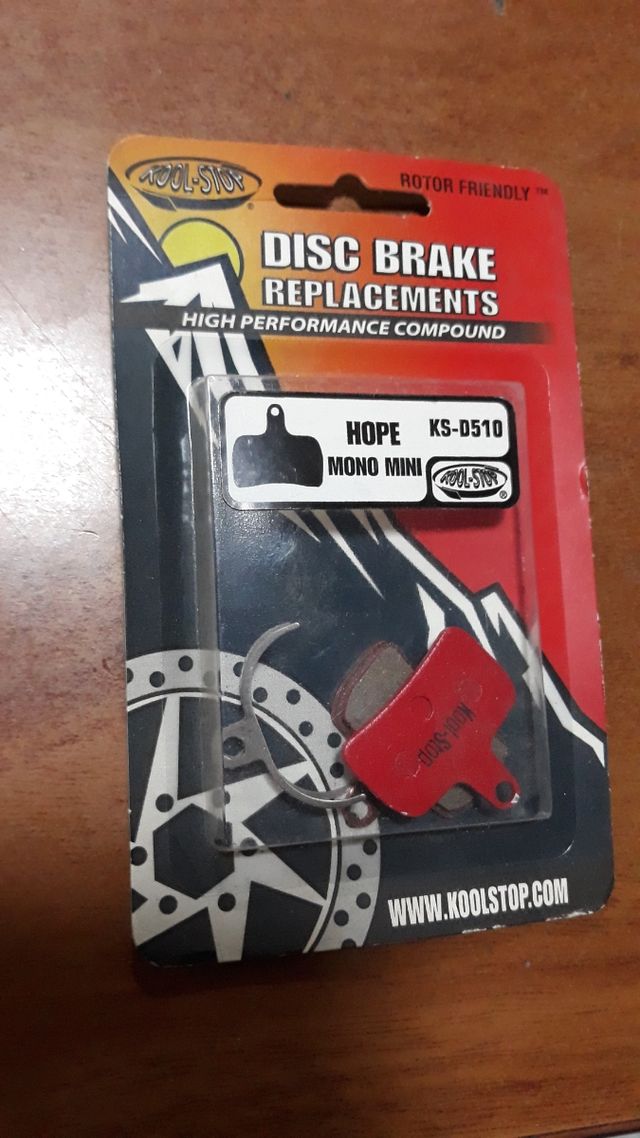 KOOL-STOP®
ROTOR FRIENDLY™
DISC BRAKE
REPLACEMENTS
HIGH PERFORMANCE COMPOUND
HOPE
MONO MINI
KS-D510
KOOL-STOP®
Kool-Stop
WWW.KOOLSTOP.COM